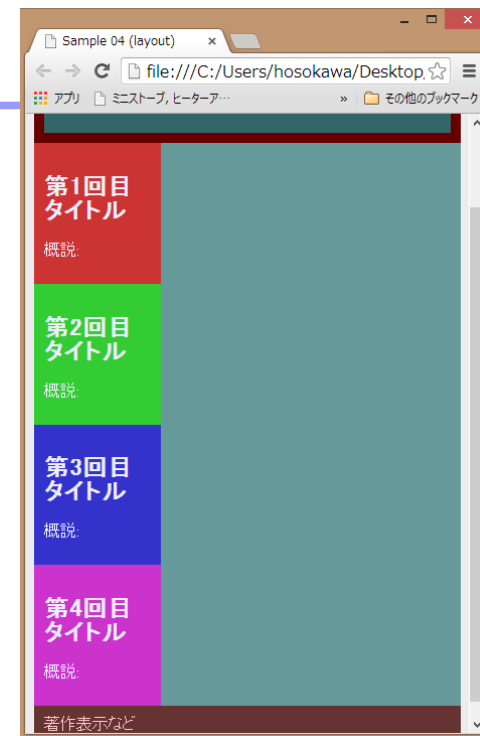 Sample 04 (layout)
file:///C:/Users/hosokawa/Desktop
アプリ ミニストーブ, ヒーターア… » その他のブックマーク
第1回目
タイトル
概説:
第2回目
タイトル
概説:
第3回目
タイトル
概説:
第4回目
タイトル
概説:
著作表示など